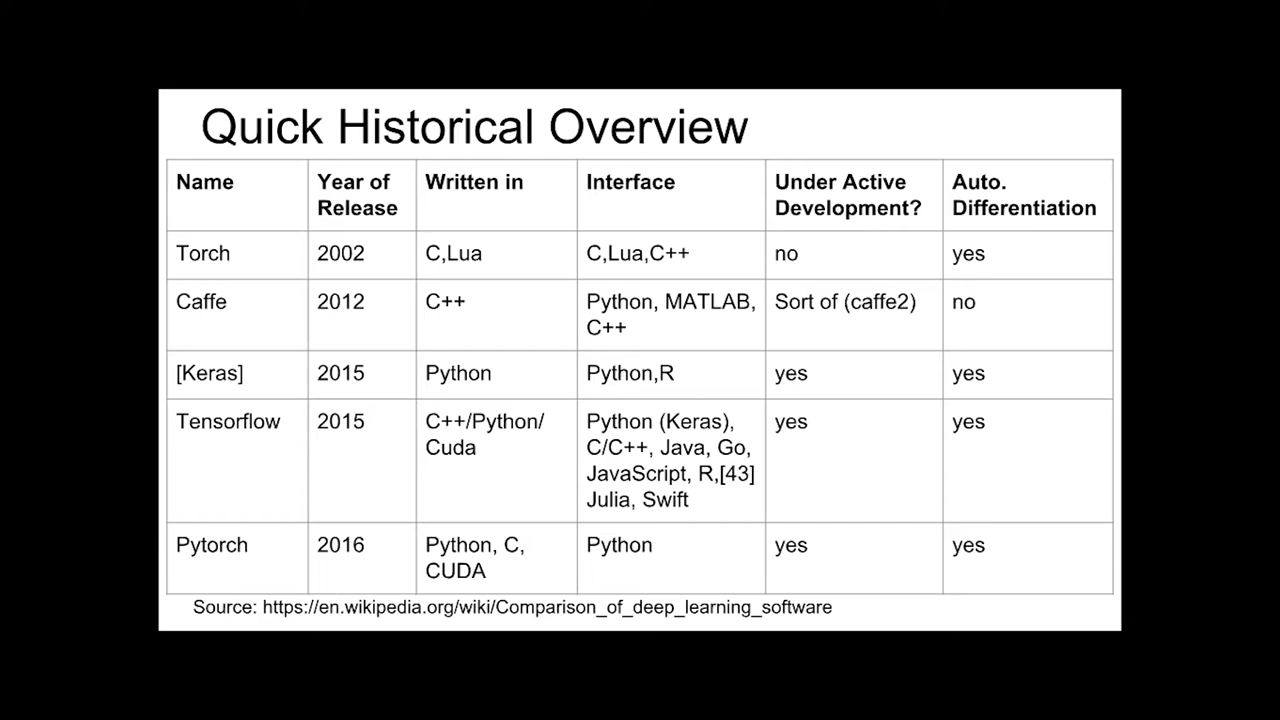 Quick Historical Overview
Name
Year of
Release
Written in
Interface
Under Active
Development?
Auto.
Differentiation
Torch
2002
C,Lua
C,Lua,C++
no
yes
Caffe
2012
C++
Python, MATLAB,
C++
Sort of (caffe2)
no
[Keras]
2015
Python
Python,R
yes
yes
Tensorflow
2015
C++/Python/
Cuda
Python (Keras),
C/C++, Java, Go,
JavaScript, R,[43]
Julia, Swift
yes
yes
Pytorch
2016
Python, C,
CUDA
Python
yes
yes
Source: https://en.wikipedia.org/wiki/Comparison_of_deep_learning_software